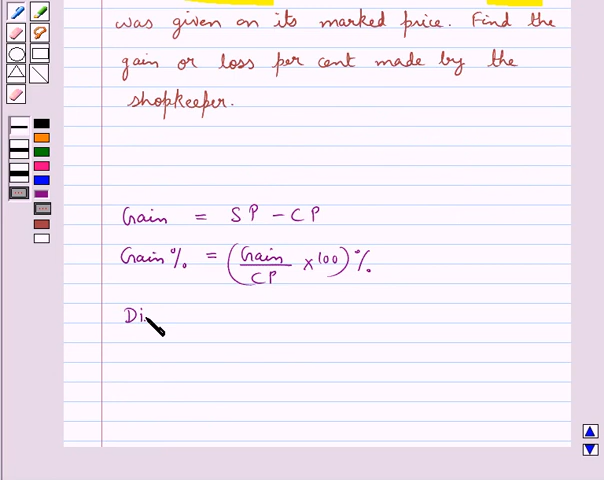 was given on its marked price. Find the
gain or loss per cent made by the
shopkeeper.
Gain = SP - CP
Gain % = (Gain/CP × 100) %
Di